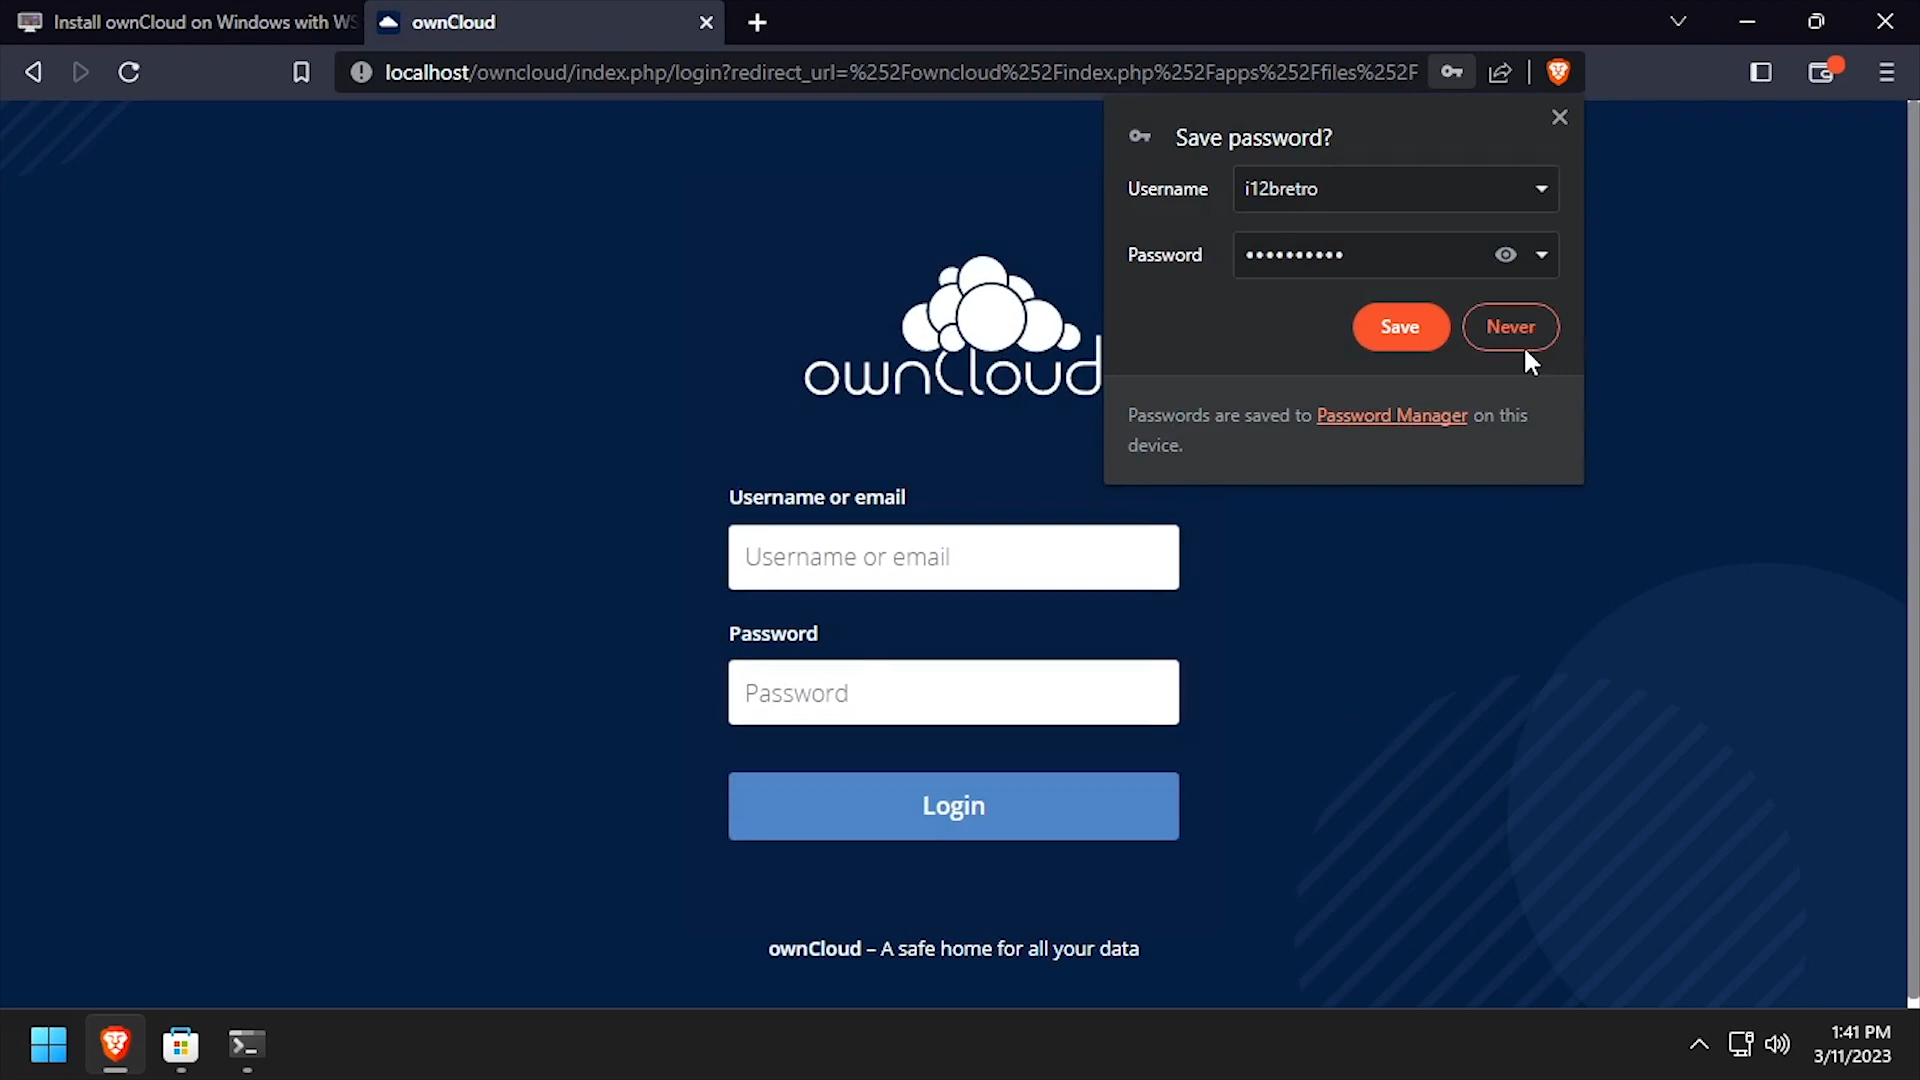 Install ownCloud on Windows with WS
ownCloud
localhost/owncloud/index.php/login?redirect_url=%252Fowncloud%252Findex.php%252Fapps%252Ffiles%252F
Save password?
Username
i12bretro
Password
Save
Never
Passwords are saved to Password Manager on this
device.
ownCloud
Username or email
Username or email
Password
Password
Login
ownCloud – A safe home for all your data
1:41 PM
3/11/2023